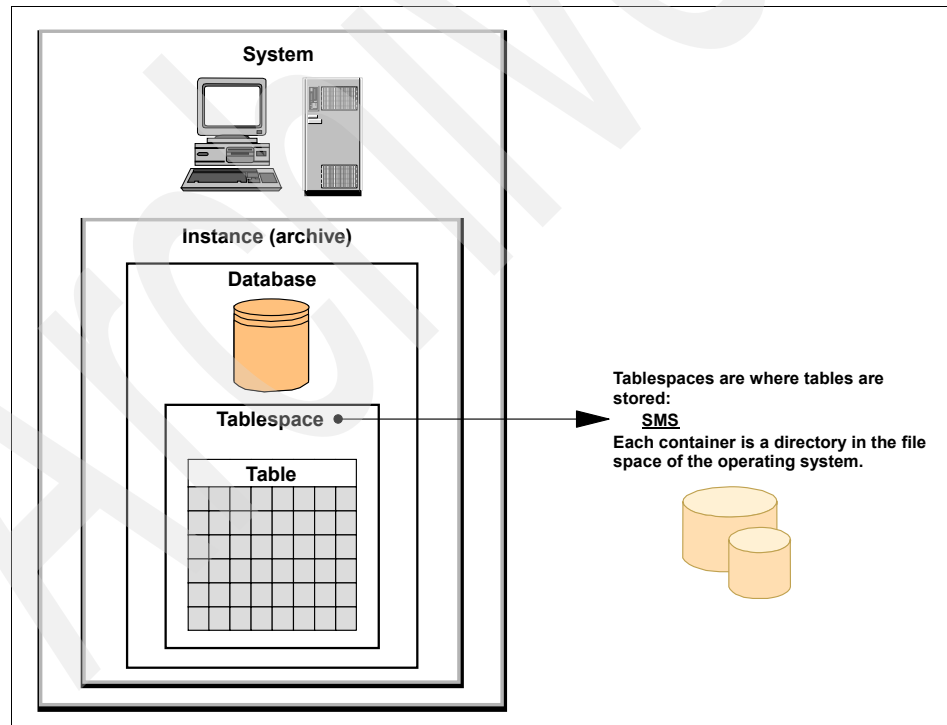 System
Instance (archive)
Database
Tablespace
Table
Tablespaces are where tables are
stored:
SMS
Each container is a directory in the file
space of the operating system.
Archive